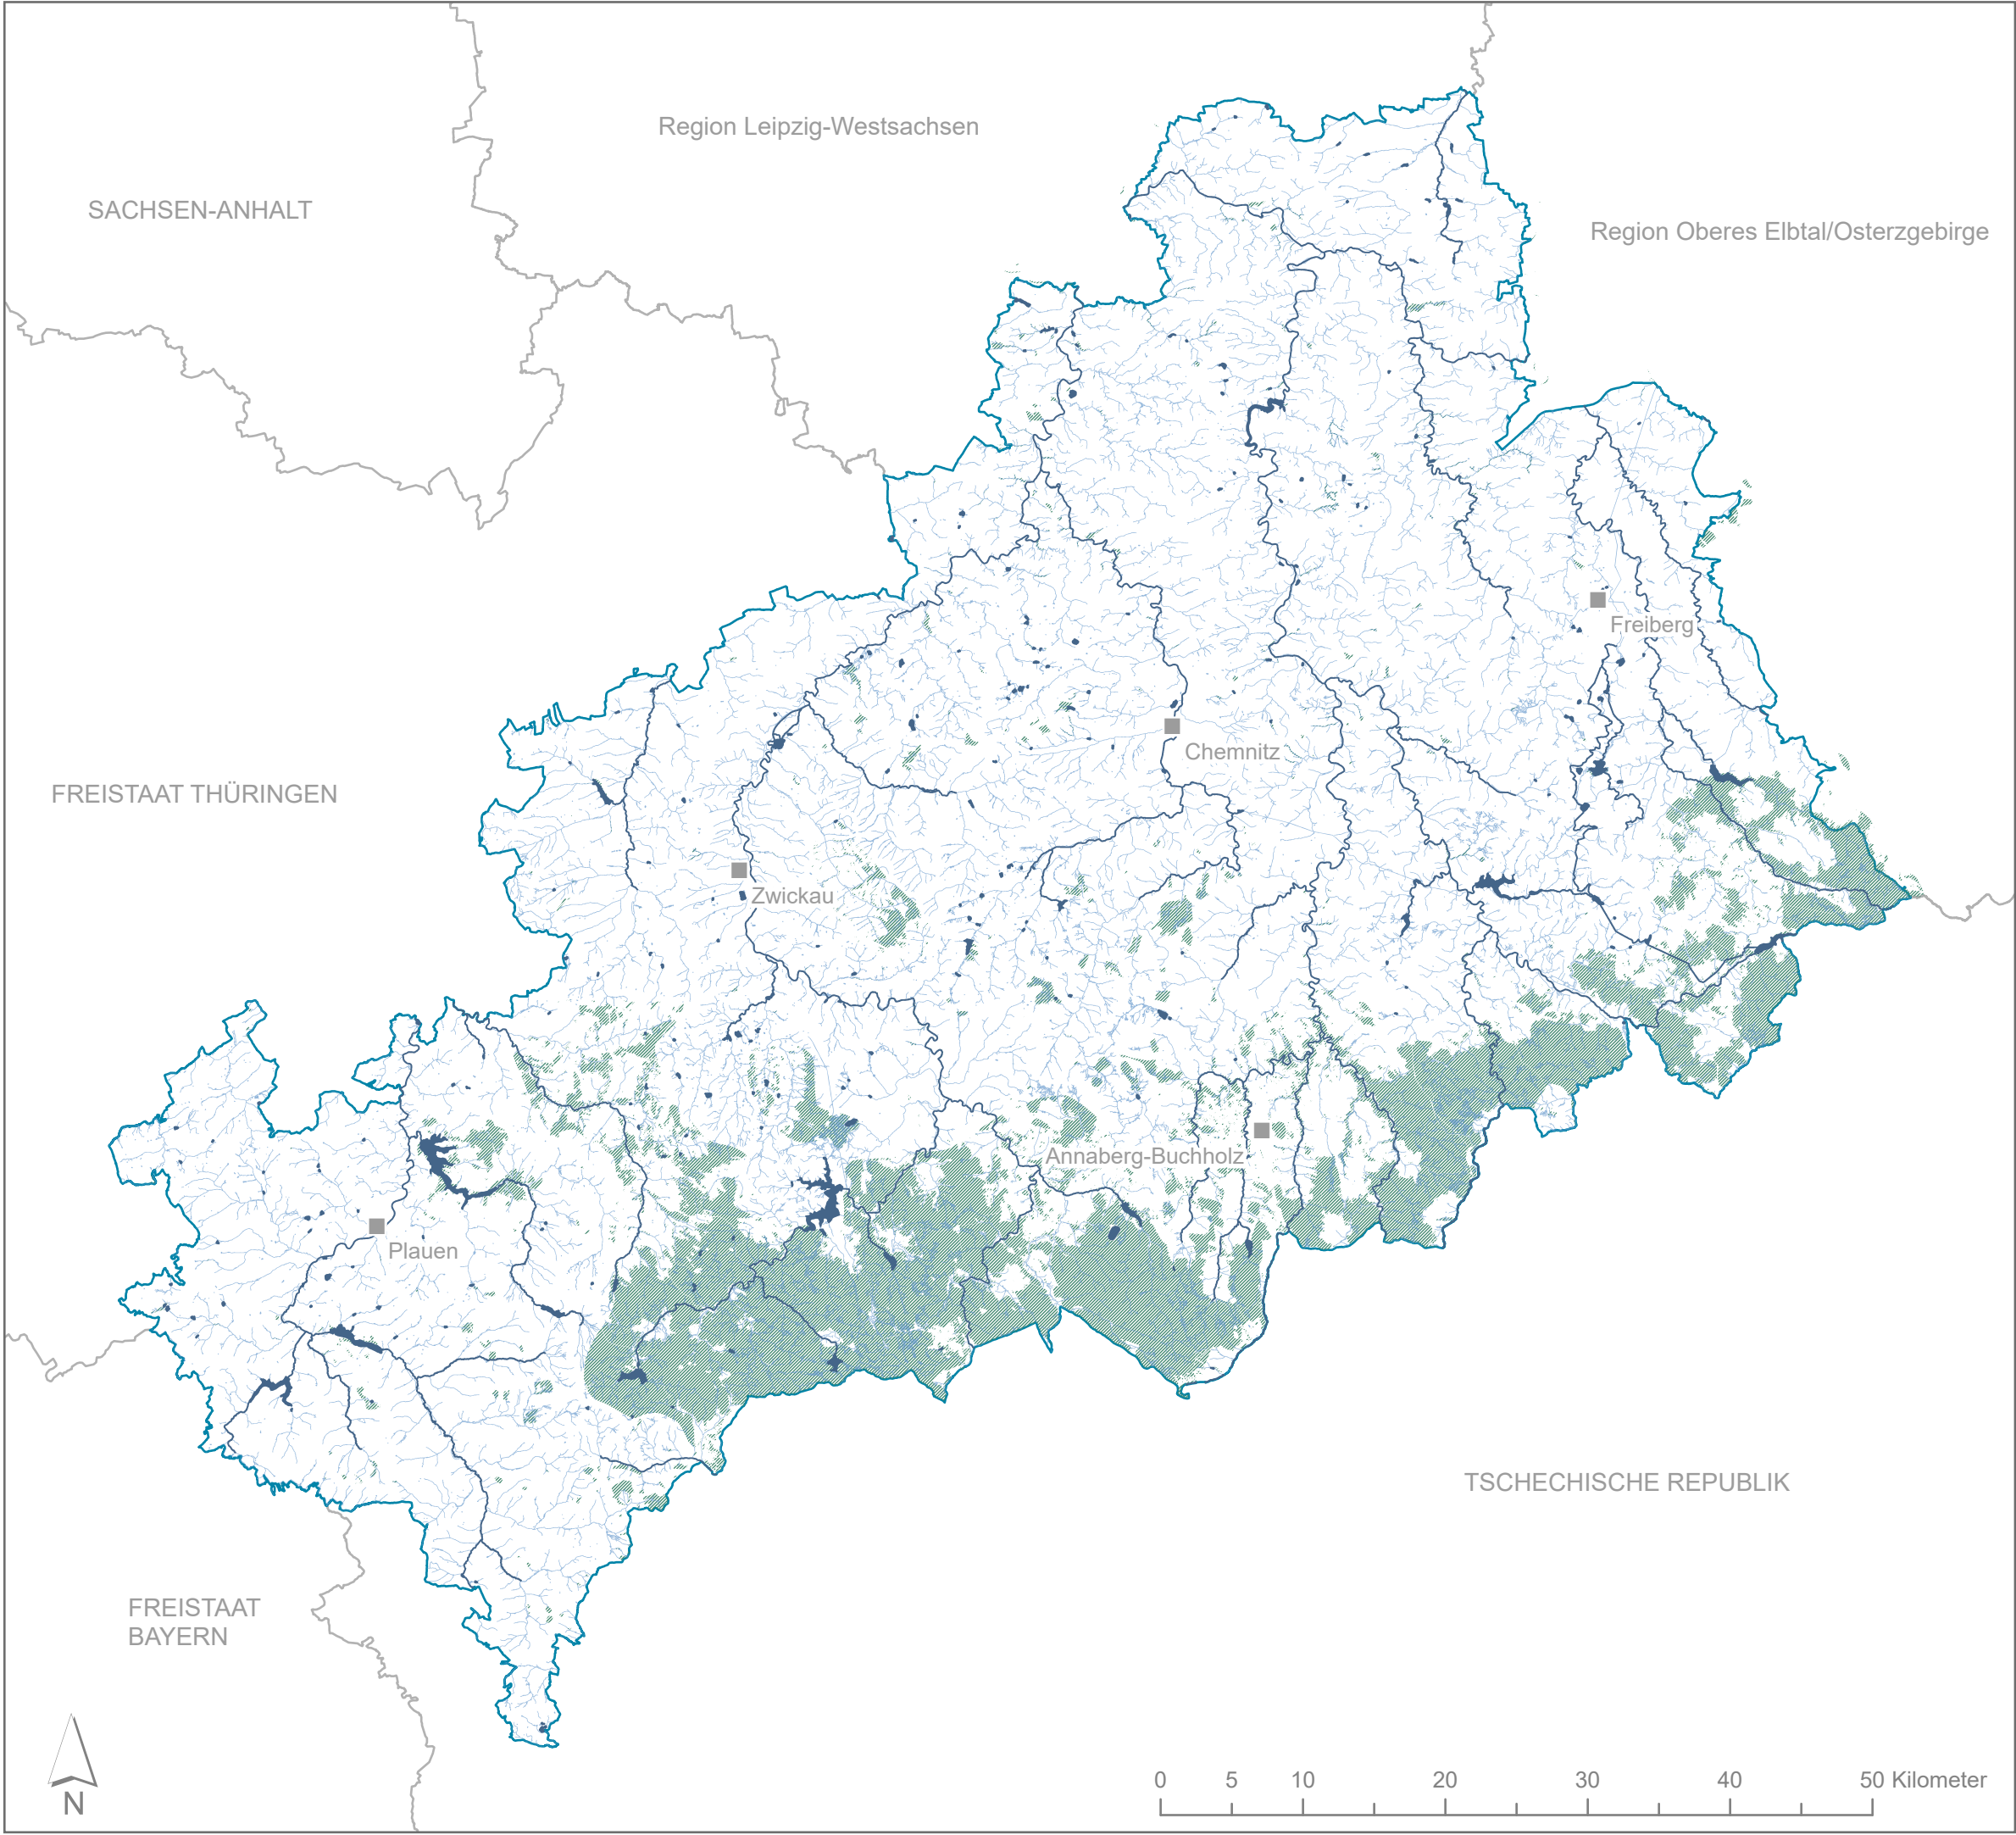 Region Leipzig-Westsachsen
SACHSEN-ANHALT
Region Oberes Elbtal/Osterzgebirge
Freiberg
Chemnitz
FREISTAAT THÜRINGEN
Zwickau
Annaberg-Buchholz
Plauen
TSCHECHISCHE REPUBLIK
FREISTAAT
BAYERN
N
0 5 10 20 30 40 50 Kilometer